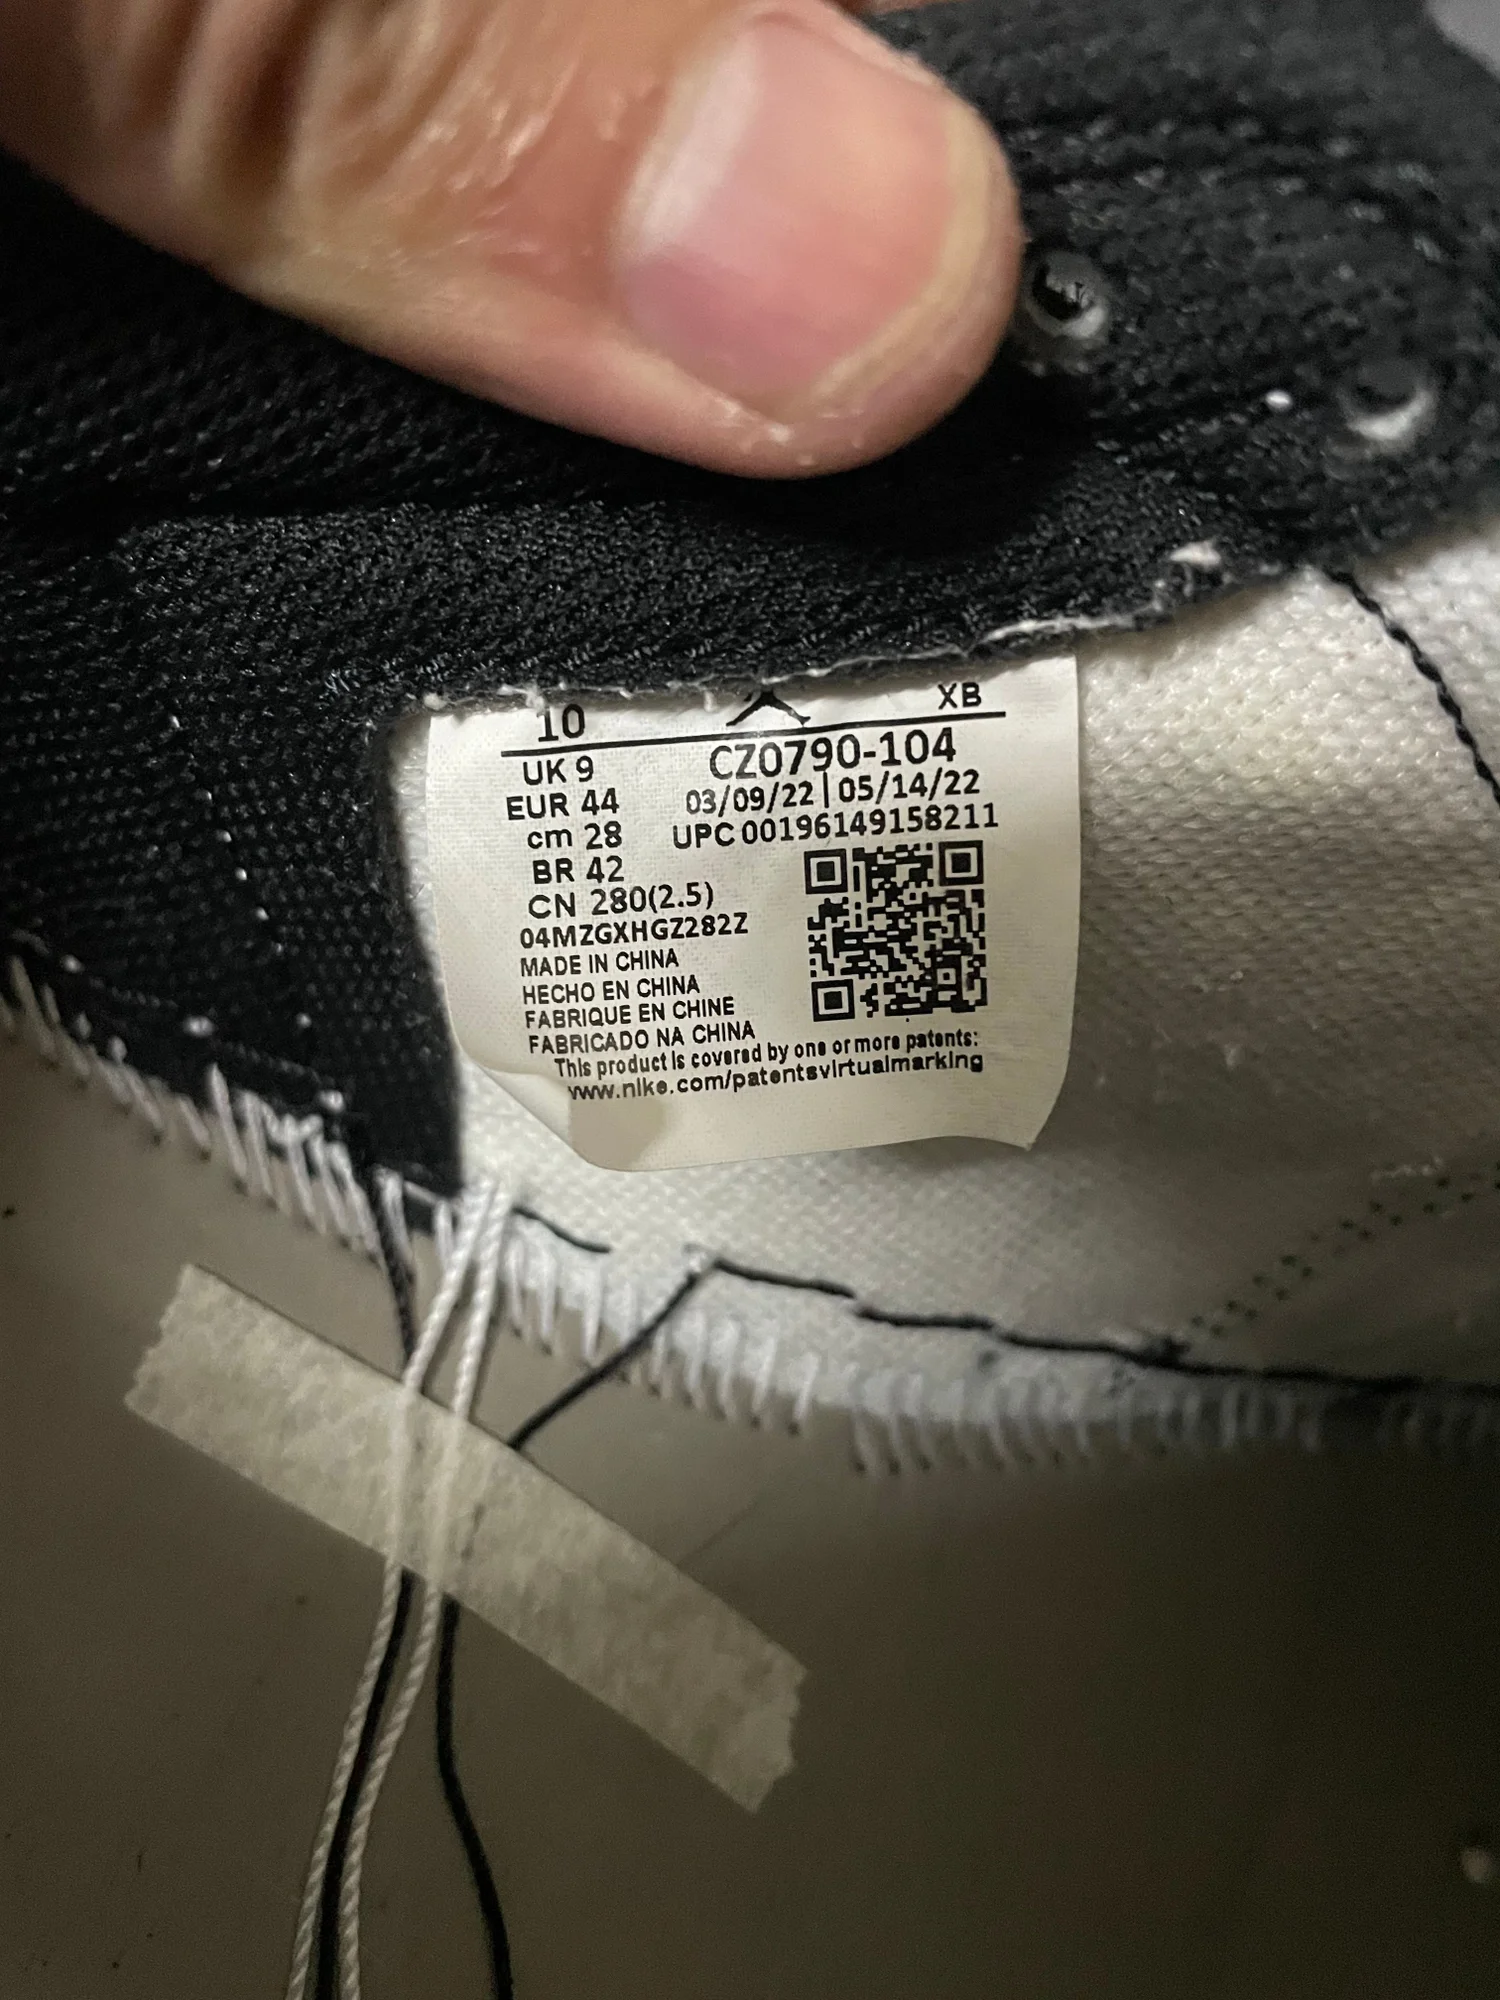 10 XB
UK 9 CZ0790-104
EUR 44 03/09/22 | 05/14/22
cm 28 UPC 00196149158211
BR 42
CN 280(2.5)
04MZGXHGZ282Z
MADE IN CHINA
HECHO EN CHINA
FABRIQUE EN CHINE
FABRICADO NA CHINA
This product is covered by one or more patents:
www.nike.com/patentsvirtualmarking